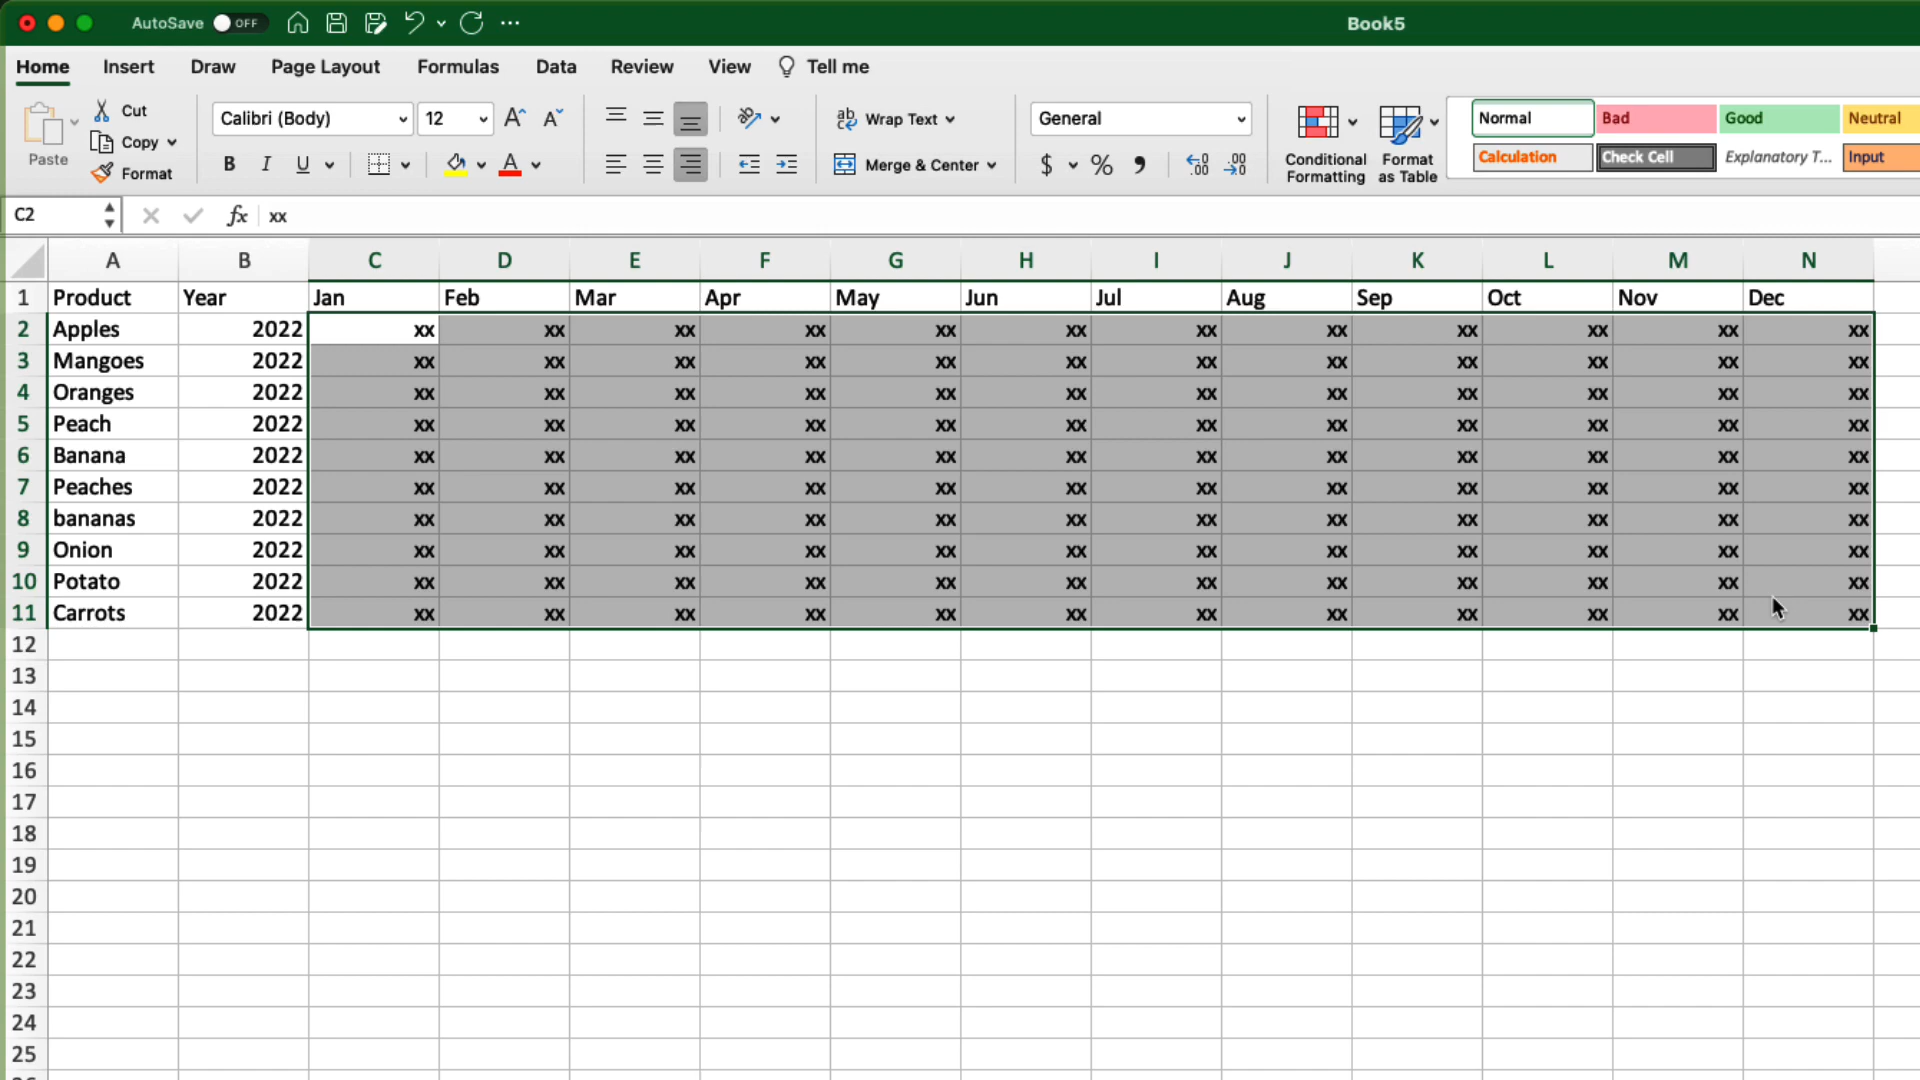 AutoSave OFF Book5
Home Insert Draw Page Layout Formulas Data Review View Tell me
Paste
Cut
Copy
Format
Calibri (Body) 12
B I U A
Wrap Text
Merge & Center
General
$ % 9
Conditional Formatting
Format as Table
Normal Bad Good Neutral
Calculation Check Cell Explanatory T... Input
C2 fx xx
A B C D E F G H I J K L M N
1 Product Year Jan Feb Mar Apr May Jun Jul Aug Sep Oct Nov Dec
2 Apples 2022 xx xx xx xx xx xx xx xx xx xx xx xx
3 Mangoes 2022 xx xx xx xx xx xx xx xx xx xx xx xx
4 Oranges 2022 xx xx xx xx xx xx xx xx xx xx xx xx
5 Peach 2022 xx xx xx xx xx xx xx xx xx xx xx xx
6 Banana 2022 xx xx xx xx xx xx xx xx xx xx xx xx
7 Peaches 2022 xx xx xx xx xx xx xx xx xx xx xx xx
8 bananas 2022 xx xx xx xx xx xx xx xx xx xx xx xx
9 Onion 2022 xx xx xx xx xx xx xx xx xx xx xx xx
10 Potato 2022 xx xx xx xx xx xx xx xx xx xx xx xx
11 Carrots 2022 xx xx xx xx xx xx xx xx xx xx xx xx
12
13
14
15
16
17
18
19
20
21
22
23
24
25